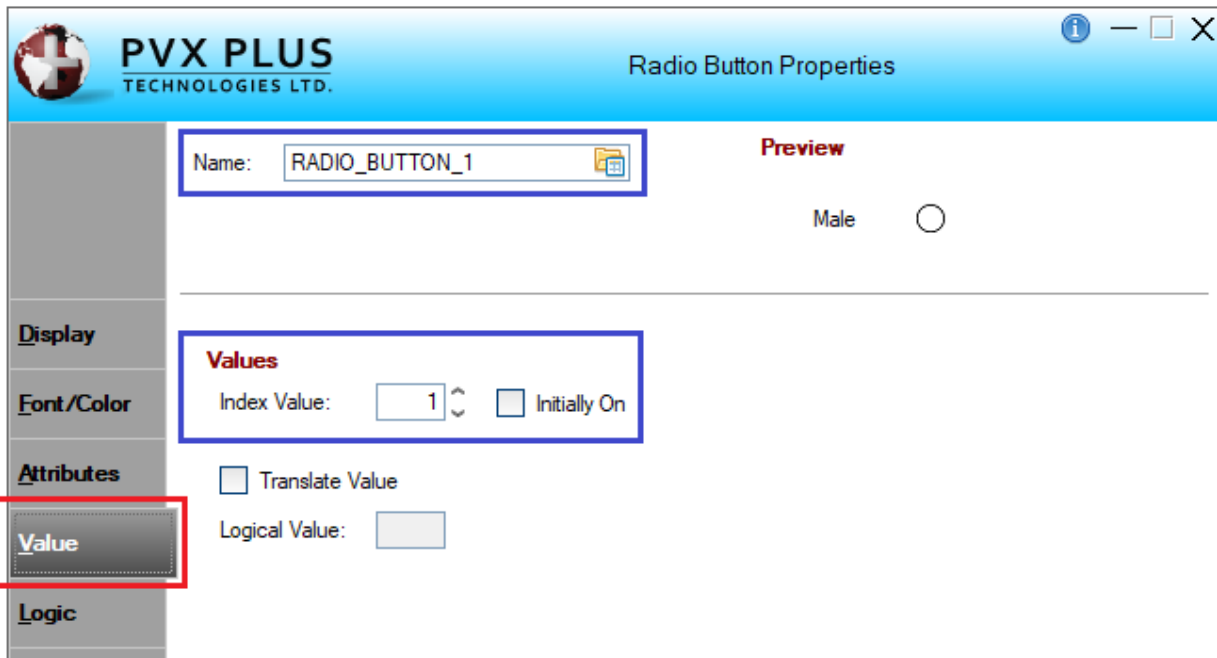 PVX PLUS
TECHNOLOGIES LTD.
Radio Button Properties
Name: RADIO_BUTTON_1
Preview
Male
Display
Values
Font/Color
Index Value: 1 Initially On
Attributes
Translate Value
Value
Logical Value:
Logic